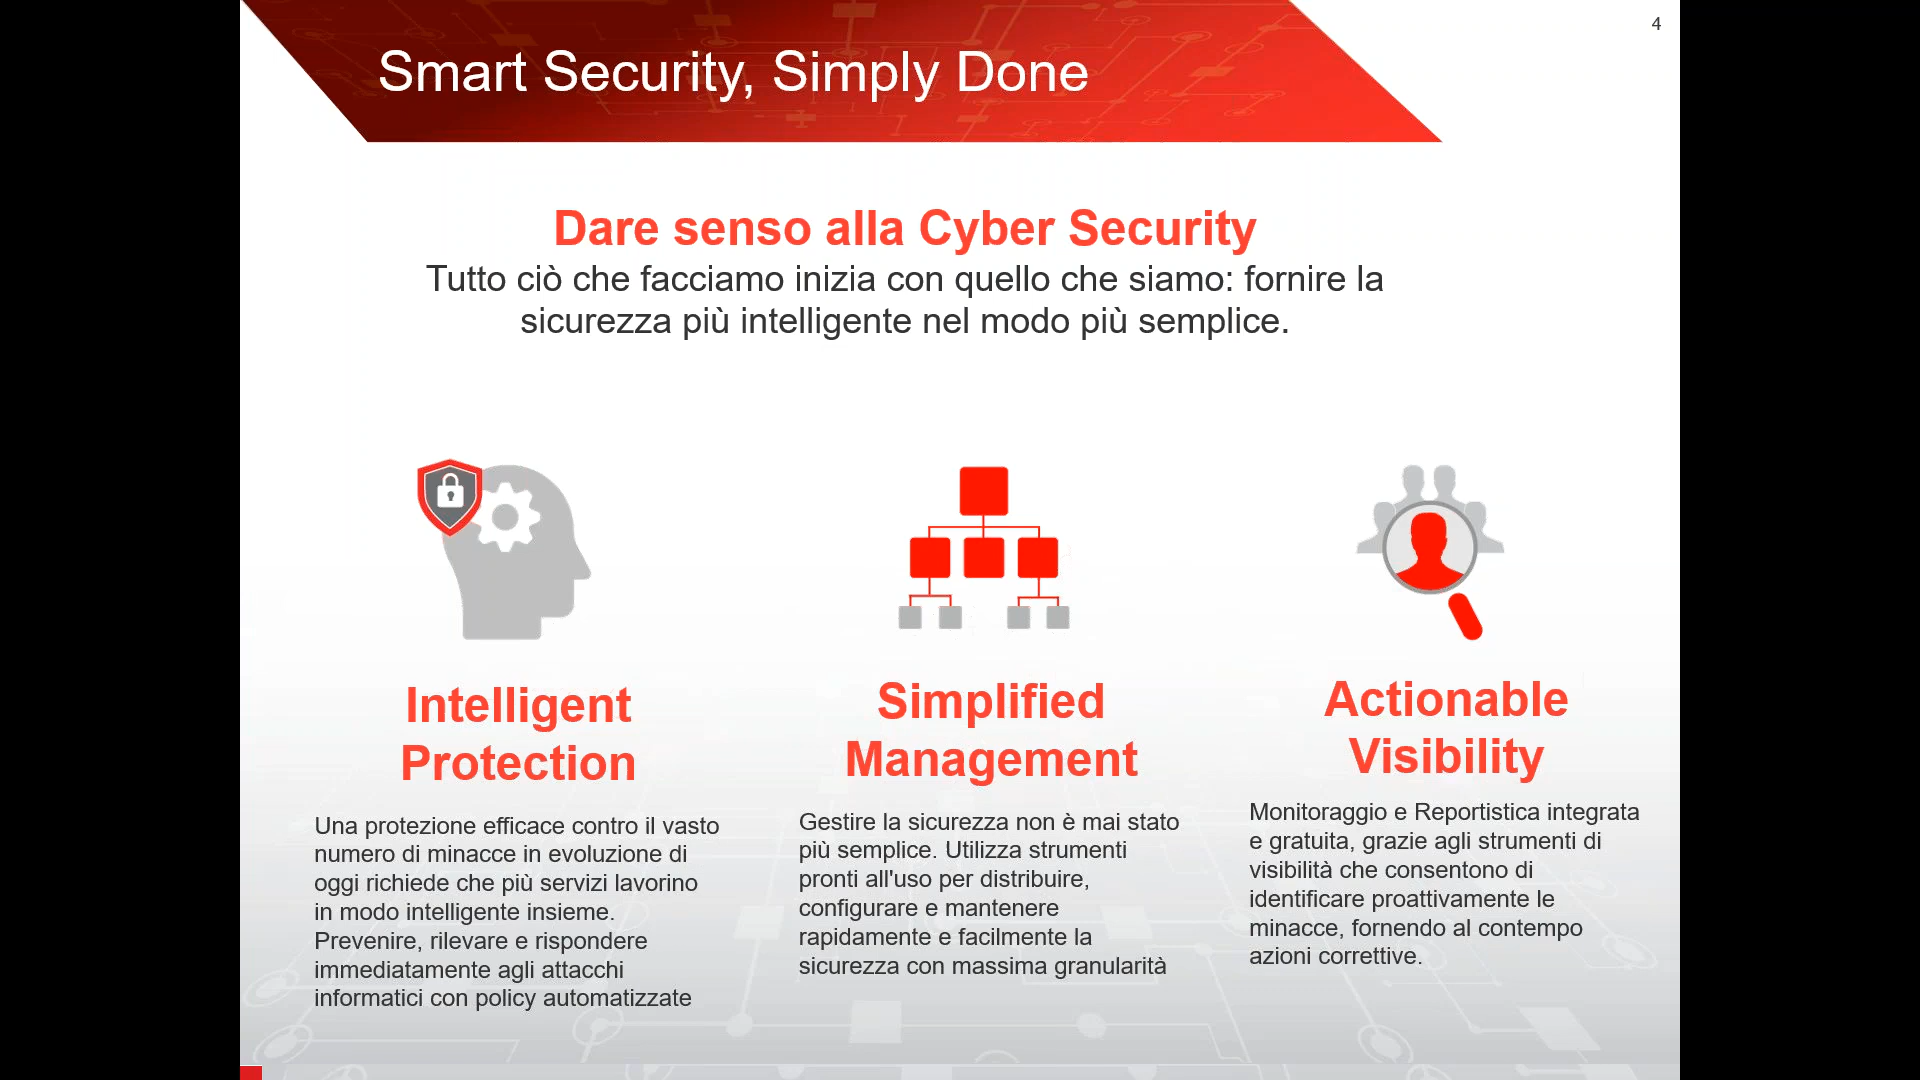 4
Smart Security, Simply Done
Dare senso alla Cyber Security
Tutto ciò che facciamo inizia con quello che siamo: fornire la
sicurezza più intelligente nel modo più semplice.
Intelligent
Protection
Una protezione efficace contro il vasto
numero di minacce in evoluzione di
oggi richiede che più servizi lavorino
in modo intelligente insieme.
Prevenire, rilevare e rispondere
immediatamente agli attacchi
informatici con policy automatizzate
Simplified
Management
Gestire la sicurezza non è mai stato
più semplice. Utilizza strumenti
pronti all'uso per distribuire,
configurare e mantenere
rapidamente e facilmente la
sicurezza con massima granularità
Actionable
Visibility
Monitoraggio e Reportistica integrata
e gratuita, grazie agli strumenti di
visibilità che consentono di
identificare proattivamente le
minacce, fornendo al contempo
azioni correttive.